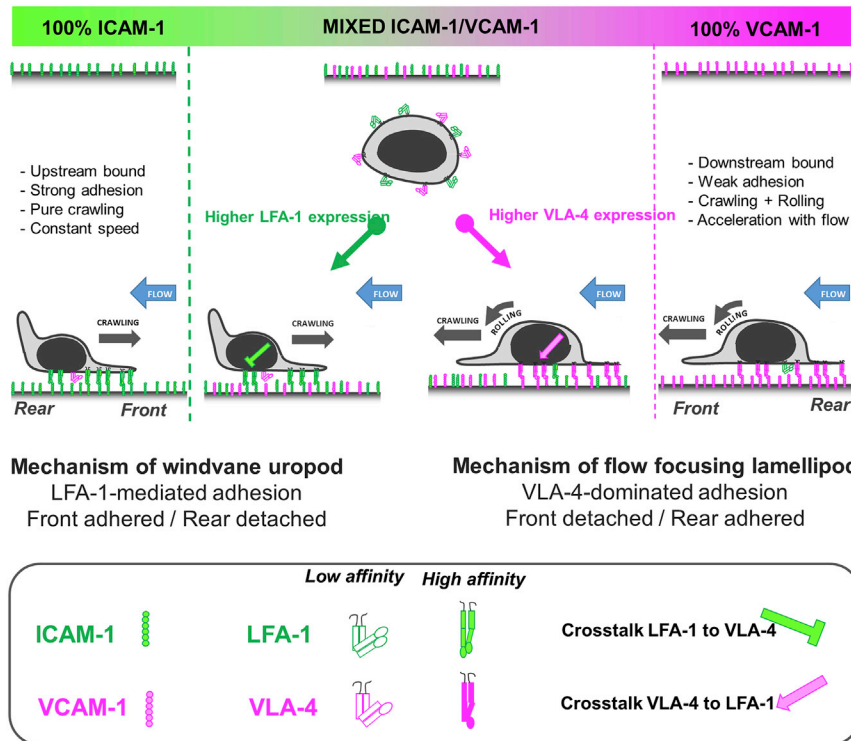 100% ICAM-1
MIXED ICAM-1/VCAM-1
100% VCAM-1
- Upstream bound
- Strong adhesion
- Pure crawling
- Constant speed
Higher LFA-1 expression
Higher VLA-4 expression
- Downstream bound
- Weak adhesion
- Crawling + Rolling
- Acceleration with flow
FLOW
CRAWLING
FLOW
CRAWLING
FLOW
CRAWLING
ROLLING
FLOW
CRAWLING
ROLLING
Rear
Front
Front
Rear
Mechanism of windvane uropod
LFA-1-mediated adhesion
Front adhered / Rear detached
Mechanism of flow focusing lamellipod
VLA-4-dominated adhesion
Front detached / Rear adhered
Low affinity
High affinity
ICAM-1
LFA-1
Crosstalk LFA-1 to VLA-4
VCAM-1
VLA-4
Crosstalk VLA-4 to LFA-1